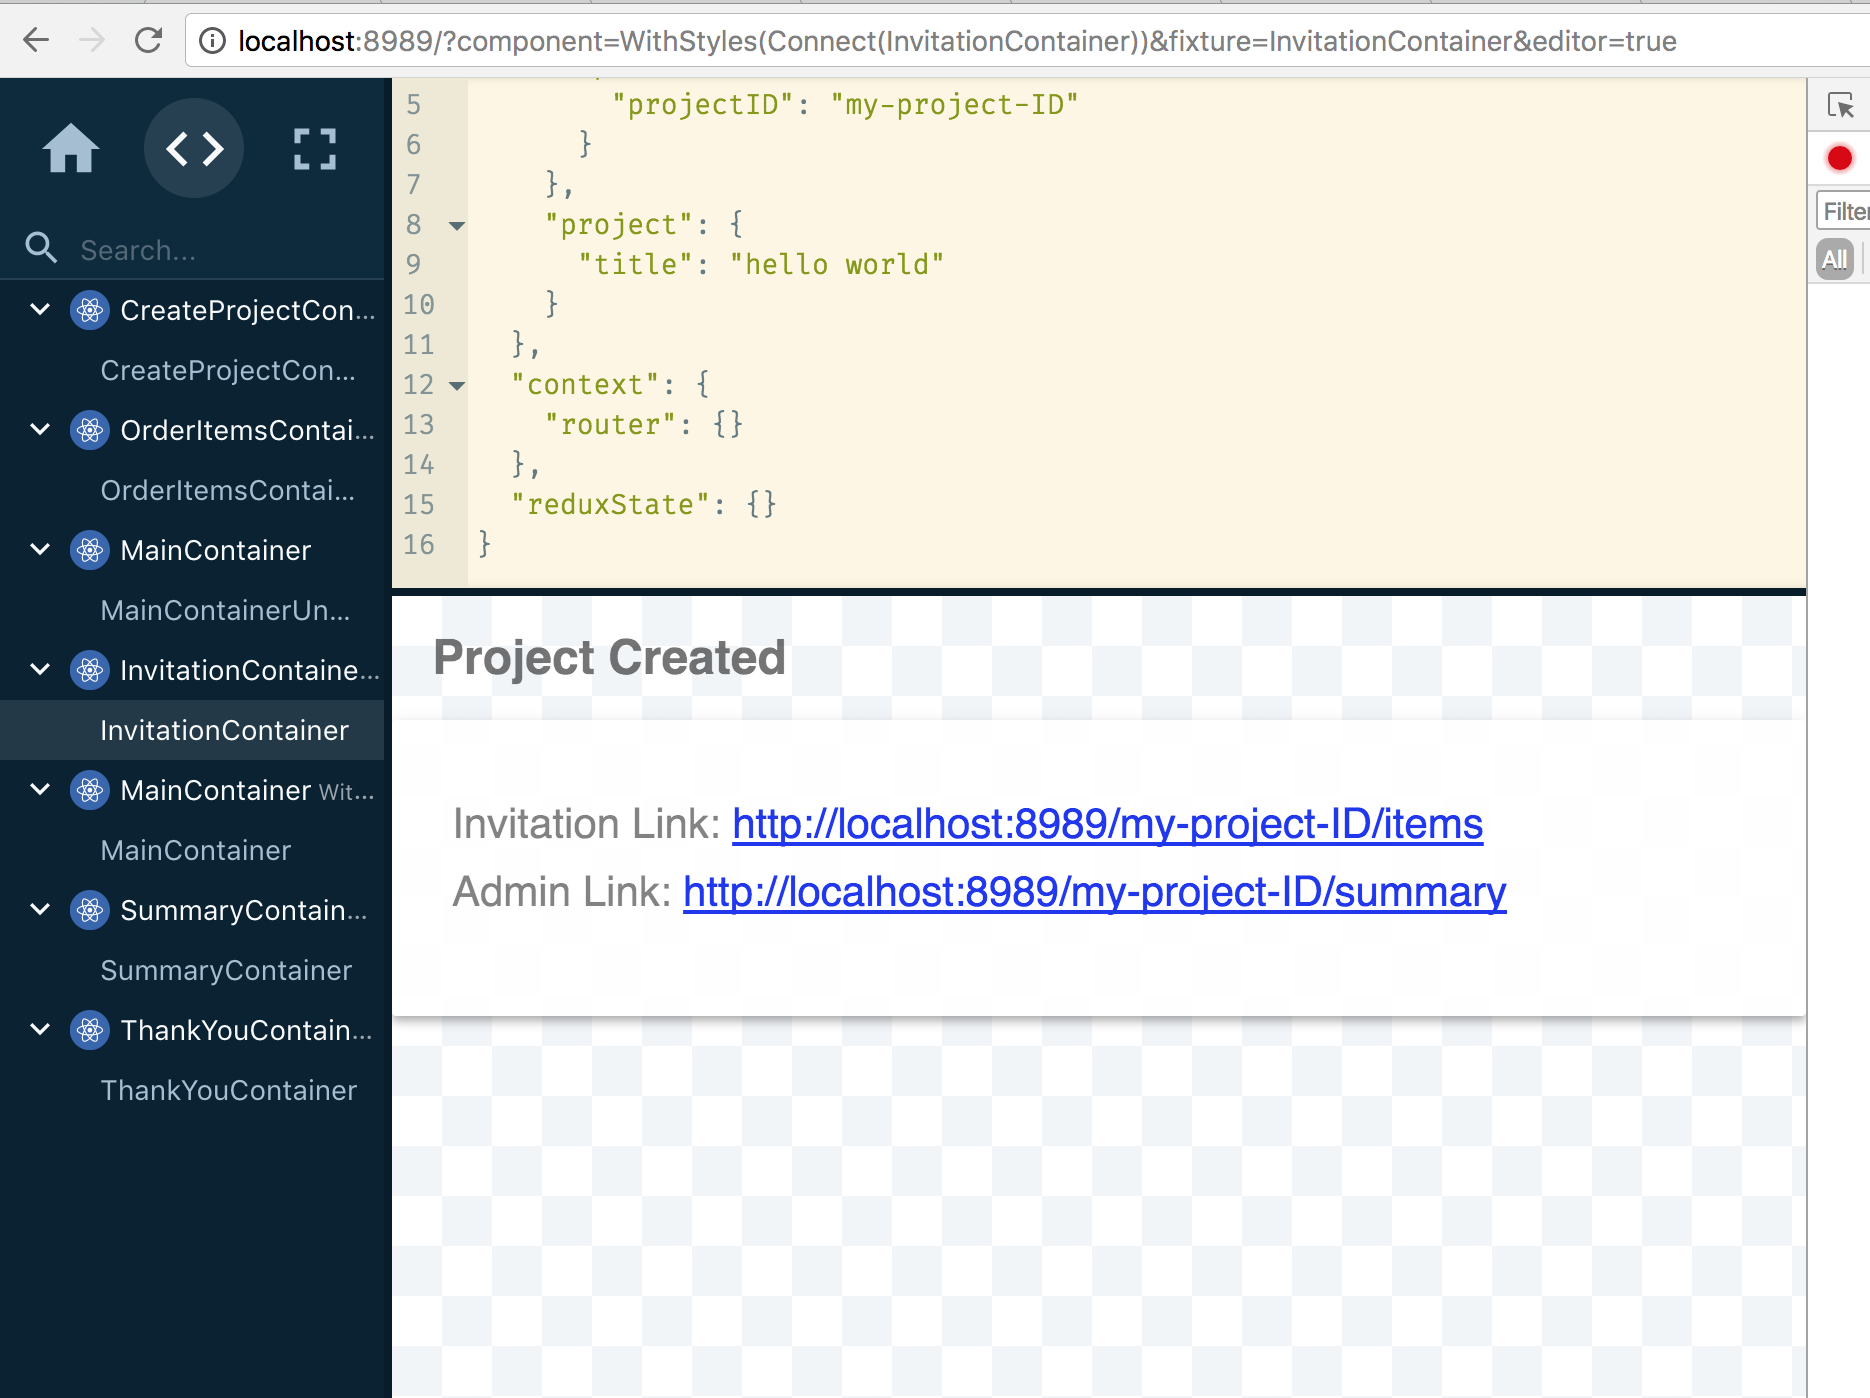 localhost:8989/?component=WithStyles(Connect(InvitationContainer))&fixture=InvitationContainer&editor=true
Search...
CreateProjectCon...
CreateProjectCon...
OrderItemsContai...
OrderItemsContai...
MainContainer
MainContainerUn...
InvitationContaine...
InvitationContainer
MainContainer Wit...
MainContainer
SummaryContain...
SummaryContainer
ThankYouContain...
ThankYouContainer
5 "projectID": "my-project-ID"
6 }
7 },
8 "project": {
9 "title": "hello world"
10 }
11 },
12 "context": {
13 "router": {}
14 },
15 "reduxState": {}
16 }
Project Created
Invitation Link: http://localhost:8989/my-project-ID/items
Admin Link: http://localhost:8989/my-project-ID/summary
Filter
All